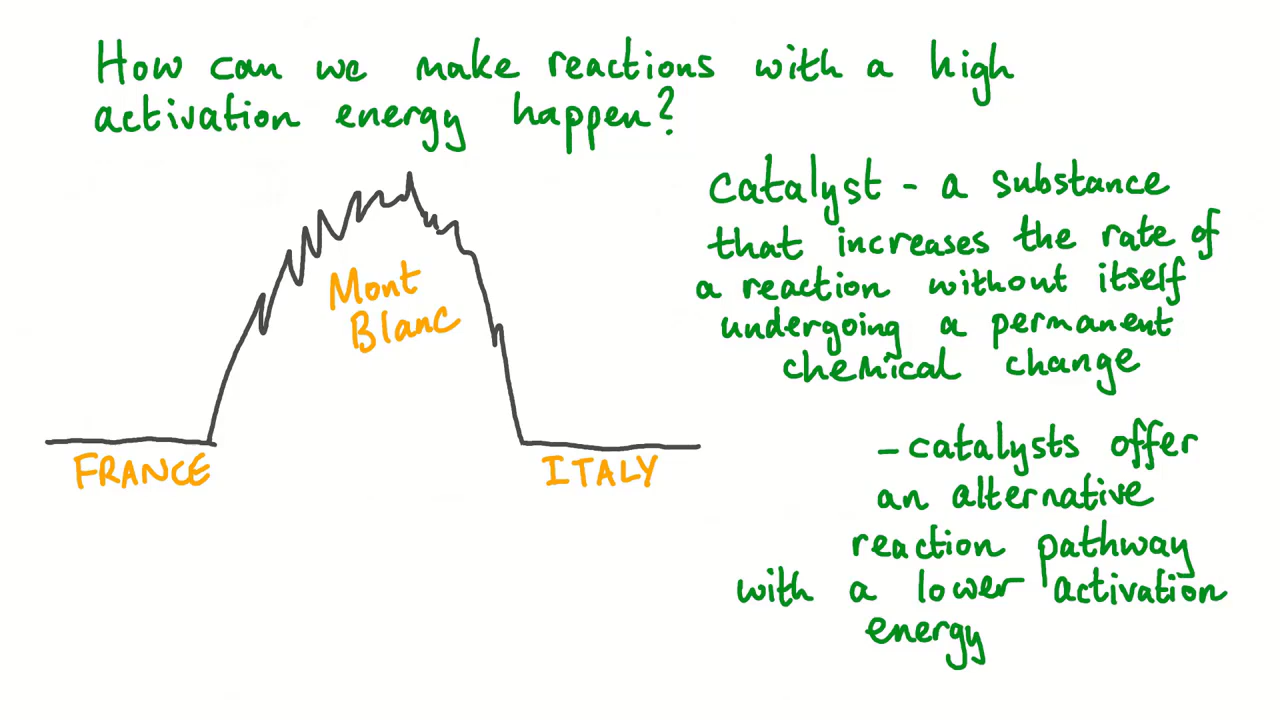 How can we make reactions with a high
activation energy happen?
Mont
Blanc
FRANCE
ITALY
catalyst - a substance
that increases the rate of
a reaction without itself
undergoing a permanent
chemical change
- catalysts offer
an alternative
reaction pathway
with a lower activation
energy